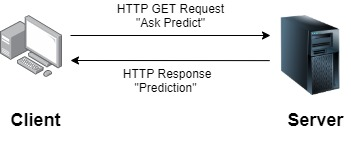 HTTP GET Request
"Ask Predict"
HTTP Response
"Prediction"
Client
Server